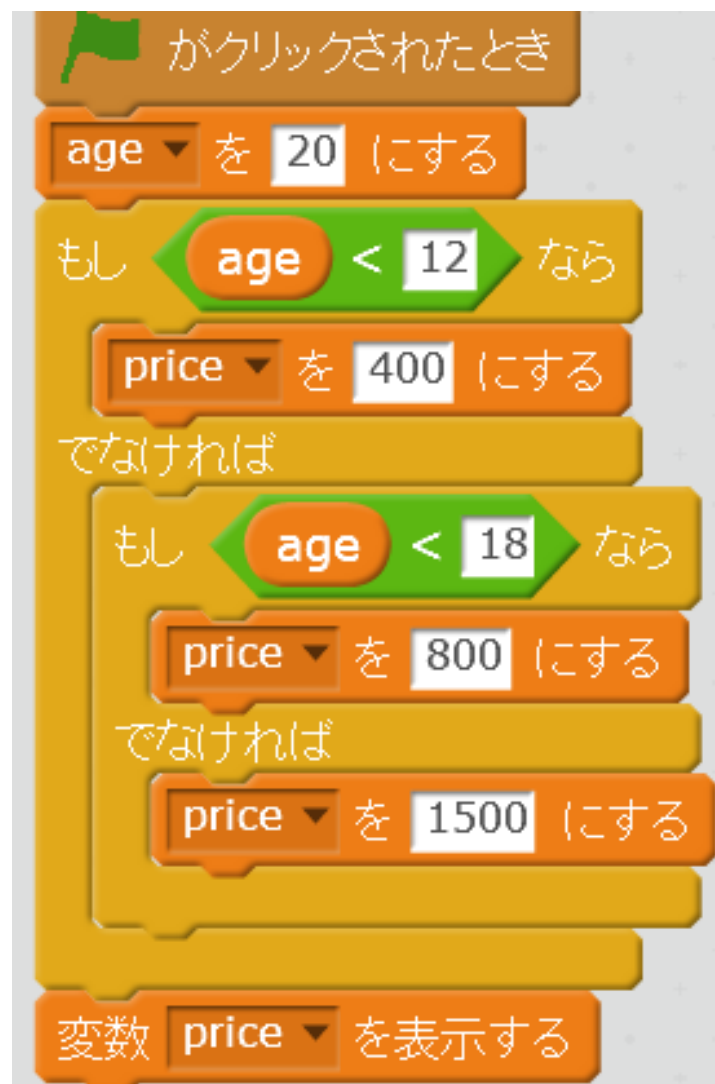 がクリックされたとき
age を 20 にする
もし age < 12 なら
price を 400 にする
でなければ
もし age < 18 なら
price を 800 にする
でなければ
price を 1500 にする
変数 price を表示する